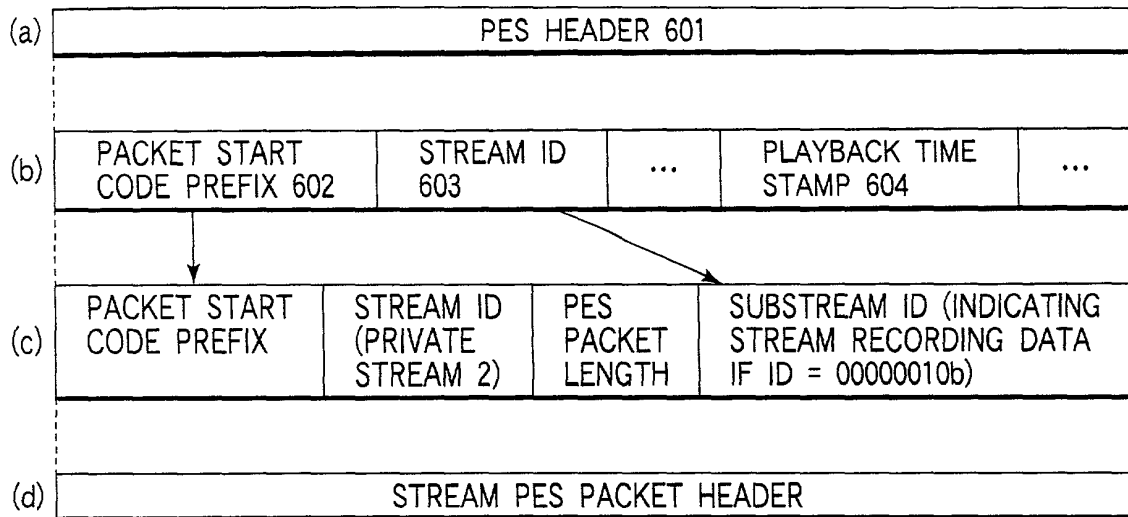 (a) PES HEADER 601
(b) PACKET START STREAM ID ... PLAYBACK TIME ...
CODE PREFIX 602 603 STAMP 604
PACKET START STREAM ID PES SUBSTREAM ID (INDICATING
(c) CODE PREFIX (PRIVATE PACKET STREAM RECORDING DATA
STREAM 2) LENGTH IF ID = 00000010b)
(d) STREAM PES PACKET HEADER